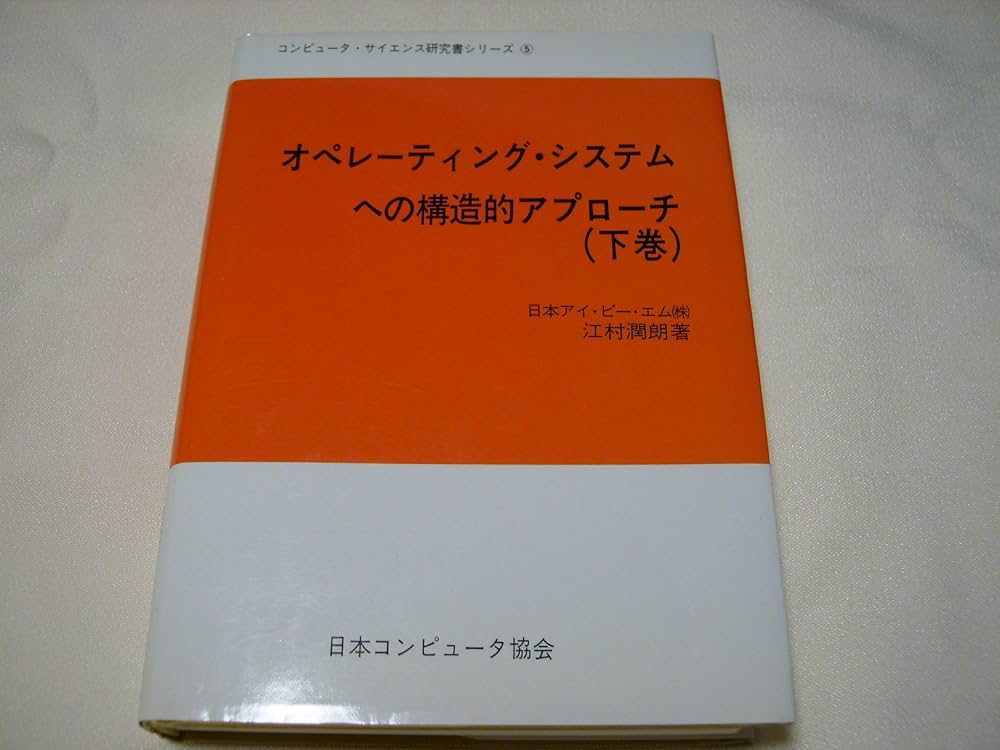 コンピュータ・サイエンス研究書シリーズ ⑤
オペレーティング・システム
への構造的アプローチ
(下巻)
日本アイ・ビー・エム㈱
江村潤朗著
日本コンピュータ協会